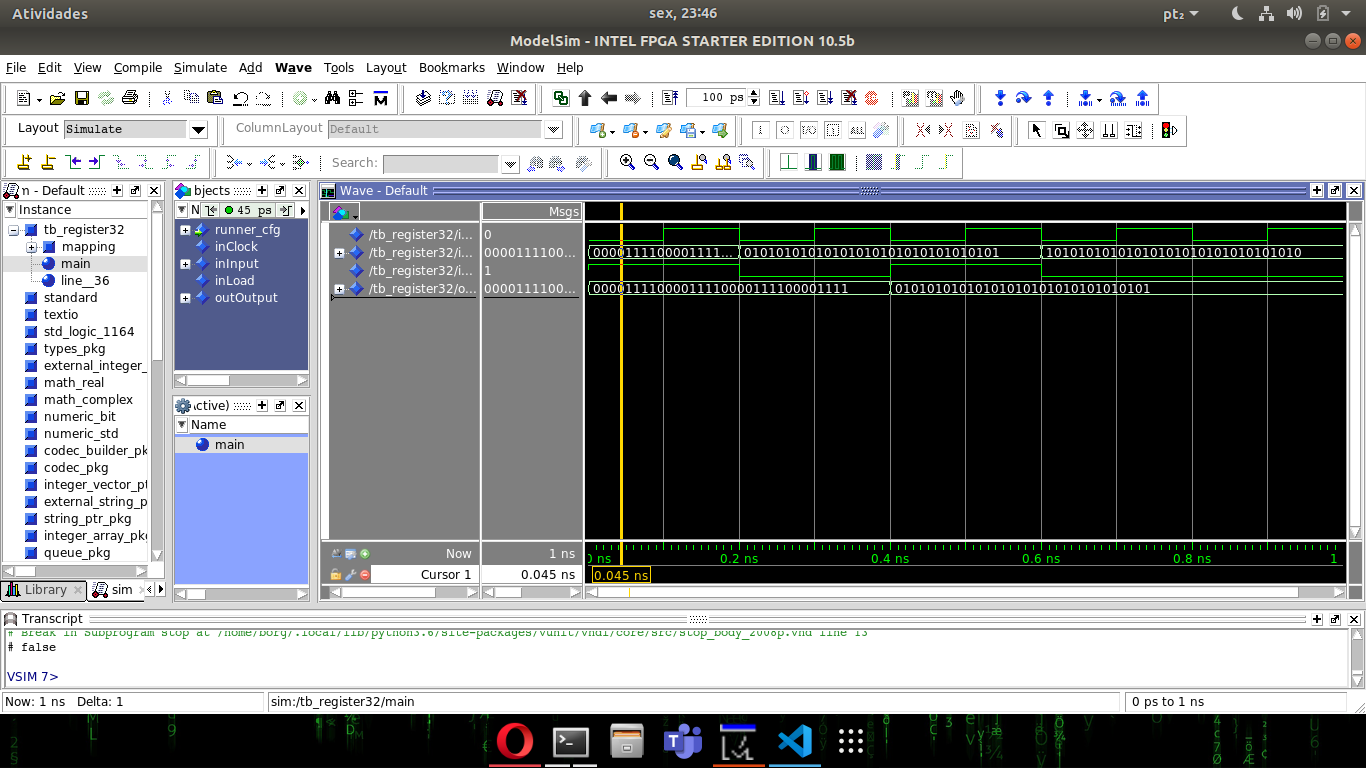 Atividades
sex, 23:46
pt₂
ModelSim - INTEL FPGA STARTER EDITION 10.5b
File Edit View Compile Simulate Add Wave Tools Layout Bookmarks Window Help
100 ps
Layout Simulate
ColumnLayout Default
ALL
Search:
- Default
bjects
Wave - Default
Instance
45 ps
Msgs
tb_register32
mapping
main
line__36
standard
textio
std_logic_1164
types_pkg
external_integer_
math_real
math_complex
numeric_bit
numeric_std
codec_builder_pk
codec_pkg
integer_vector_pt
external_string_p
string_ptr_pkg
integer_array_pkg
queue_pkg
Library
sim
runner_cfg
inClock
inInput
inLoad
outOutput
ctive)
Name
main
/tb_register32/i... 0
/tb_register32/i... 0000111100... 0000111100001111... 01010101010101010101010101010101 10101010101010101010101010101010
/tb_register32/i... 1
/tb_register32/o... 0000111100... 00001111000011110000111100001111 01010101010101010101010101010101
Now 1 ns
0.2 ns 0.4 ns 0.6 ns 0.8 ns 1
Cursor 1 0.045 ns 0.045 ns
Transcript
# Break in Subprogram stop at /home/borg/.local/lib/python3.6/site-packages/vunit/vhdl/core/src/stop_body_2008p.vhd line 13
# false
VSIM 7>
Now: 1 ns Delta: 1
sim:/tb_register32/main
0 ps to 1 ns